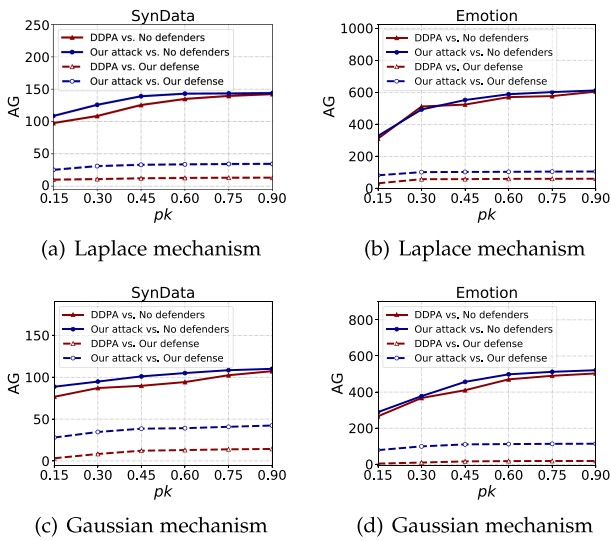 SynData
250
200
150
100
50
0
AG
DDPA vs. No defenders
Our attack vs. No defenders
DDPA vs. Our defense
Our attack vs. Our defense
0.15 0.30 0.45 0.60 0.75 0.90
pk
(a) Laplace mechanism
Emotion
1000
800
600
400
200
0
AG
DDPA vs. No defenders
Our attack vs. No defenders
DDPA vs. Our defense
Our attack vs. Our defense
0.15 0.30 0.45 0.60 0.75 0.90
pk
(b) Laplace mechanism
SynData
150
100
50
0
AG
DDPA vs. No defenders
Our attack vs. No defenders
DDPA vs. Our defense
Our attack vs. Our defense
0.15 0.30 0.45 0.60 0.75 0.90
pk
(c) Gaussian mechanism
Emotion
800
600
400
200
0
AG
DDPA vs. No defenders
Our attack vs. No defenders
DDPA vs. Our defense
Our attack vs. Our defense
0.15 0.30 0.45 0.60 0.75 0.90
pk
(d) Gaussian mechanism